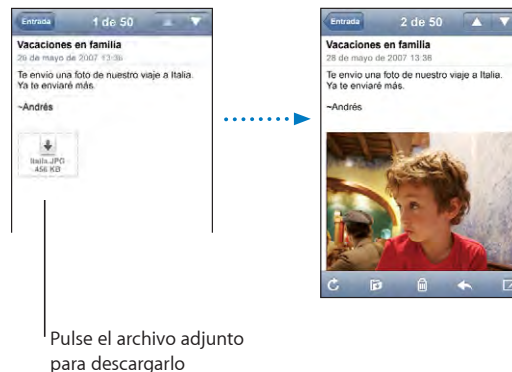 Entrada 1 de 50
Vacaciones en familia
28 de mayo de 2007 13:36
Te envío una foto de nuestro viaje a Italia.
Ya te enviaré más.
~Andrés
Italia.JPG
456 KB
Entrada 2 de 50
Vacaciones en familia
28 de mayo de 2007 13:36
Te envío una foto de nuestro viaje a Italia.
Ya te enviaré más.
~Andrés
Pulse el archivo adjunto
para descargarlo